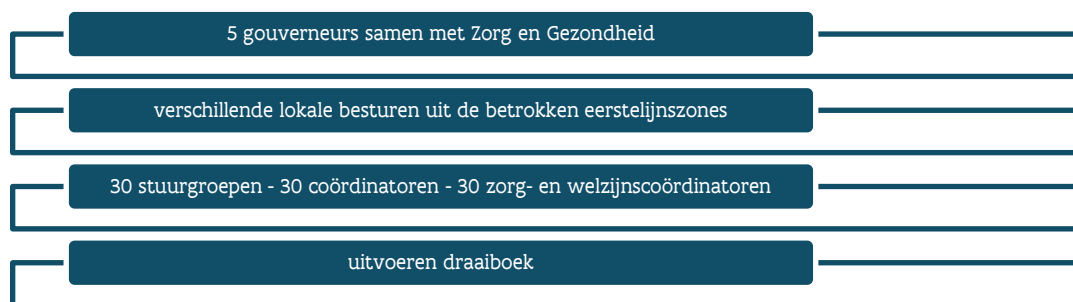 5 gouverneurs samen met Zorg en Gezondheid
verschillende lokale besturen uit de betrokken eerstelijnszones
30 stuurgroepen - 30 coördinatoren - 30 zorg- en welzijnscoördinatoren
uitvoeren draaiboek